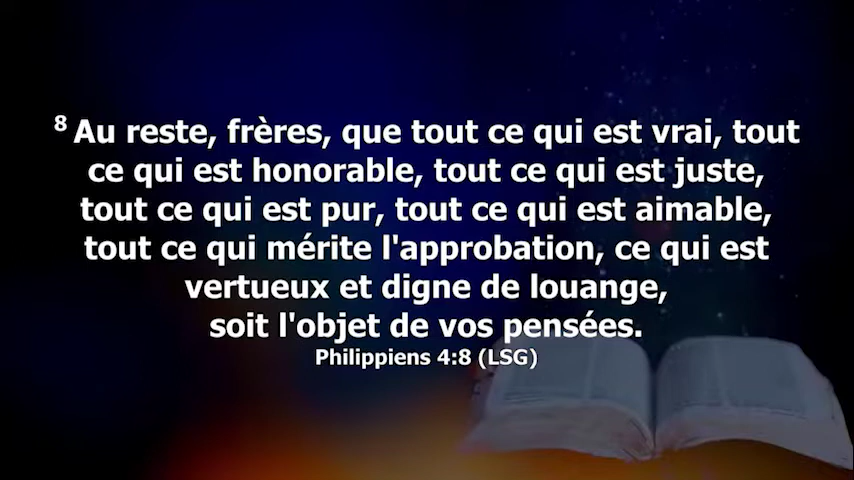 8 Au reste, frères, que tout ce qui est vrai, tout
ce qui est honorable, tout ce qui est juste,
tout ce qui est pur, tout ce qui est aimable,
tout ce qui mérite l'approbation, ce qui est
vertueux et digne de louange,
soit l'objet de vos pensées.
Philippiens 4:8 (LSG)